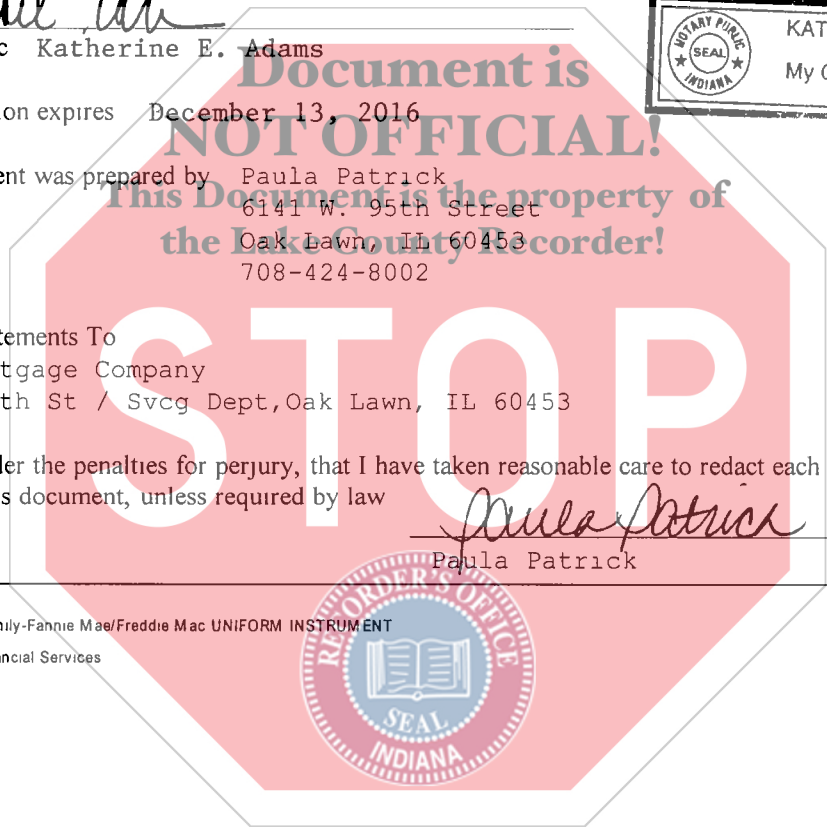 c Katherine E. Adams
KAT
My C
NOTARY PUBLIC
SEAL
INDIANA
Document is
on expires December 13, 2016
NOT OFFICIAL!
ent was prepared by Paula Patrick
This Document is the property of
6141 W. 95th Street
Oak Lawn, IL 60453
the Lake County Recorder!
708-424-8002
STOP
tements To
tgage Company
th St / Svcg Dept,Oak Lawn, IL 60453
er the penalties for perjury, that I have taken reasonable care to redact each
s document, unless required by law
Paula Patrick
Paula Patrick
RECORDER'S OFFICE
SEAL
INDIANA
mily-Fannie Mae/Freddie Mac UNIFORM INSTRUMENT
ancial Services